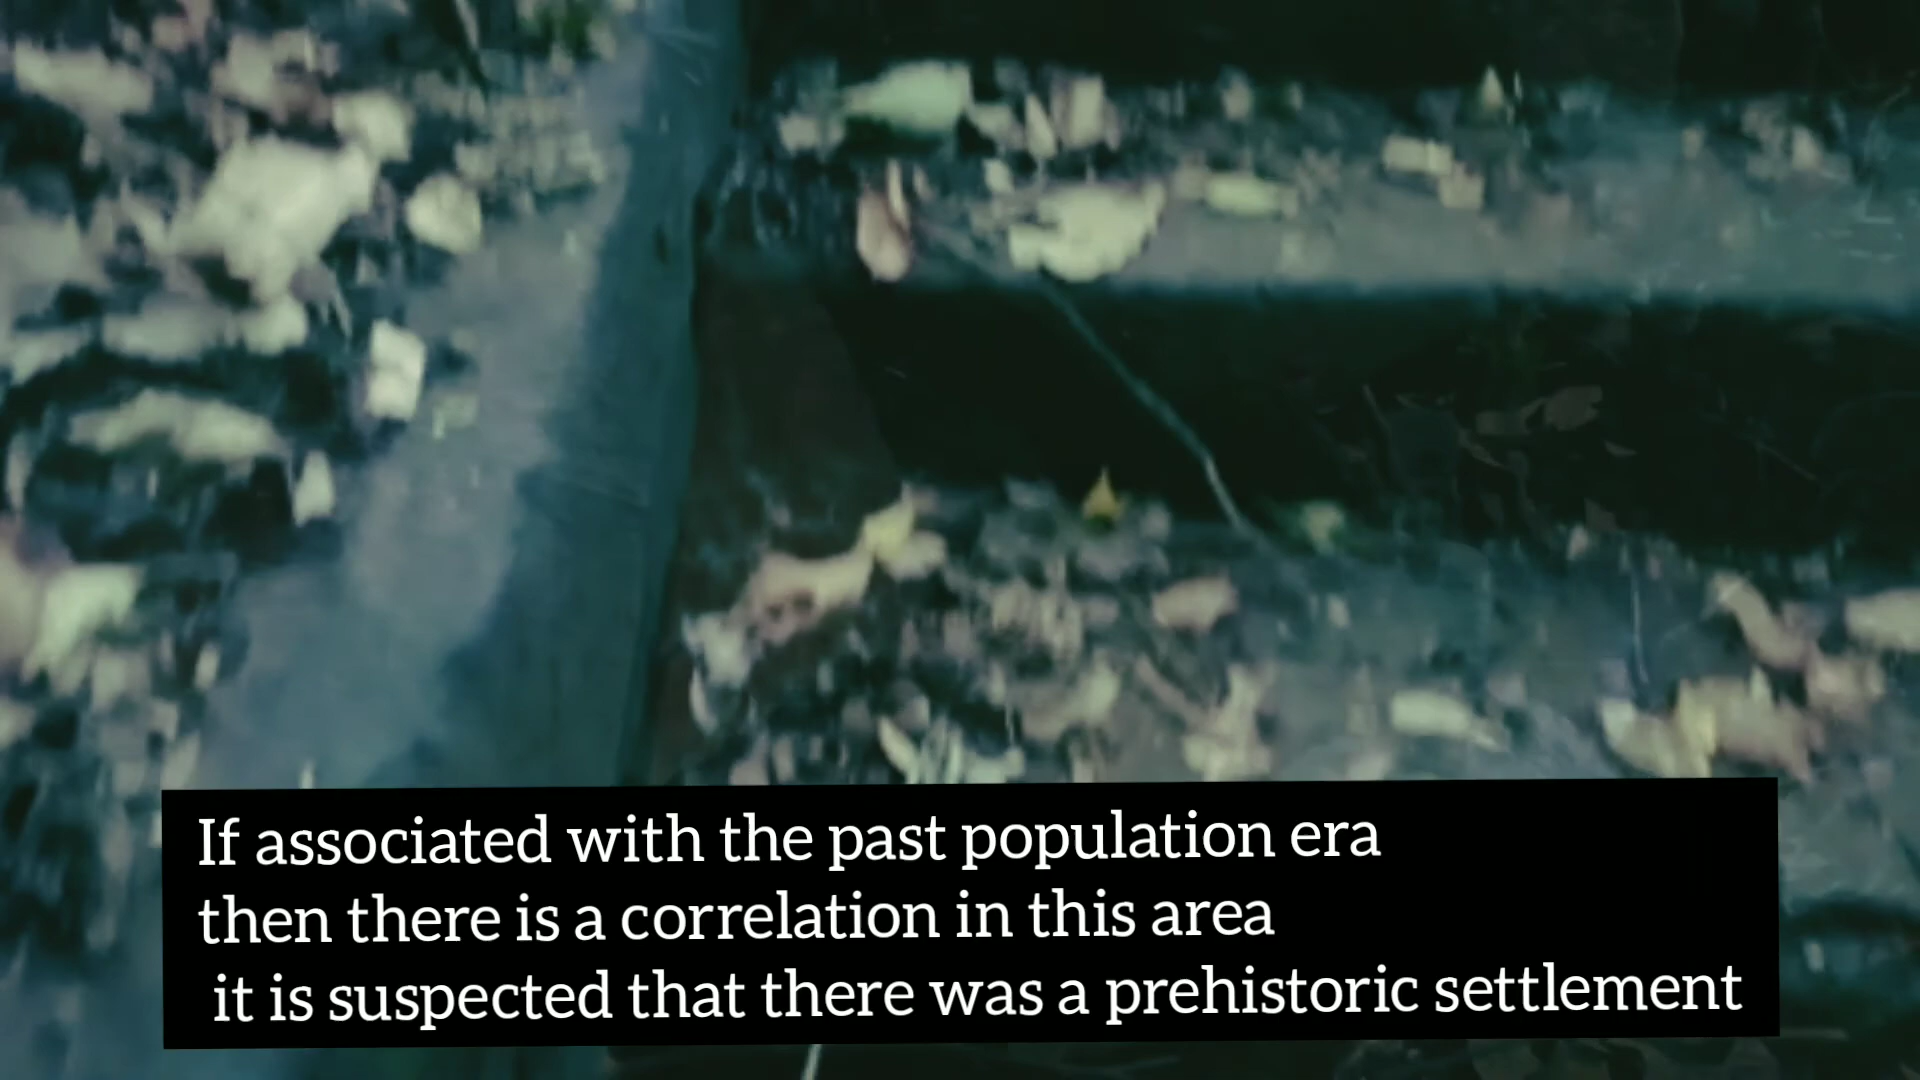 If associated with the past population era
then there is a correlation in this area
it is suspected that there was a prehistoric settlement